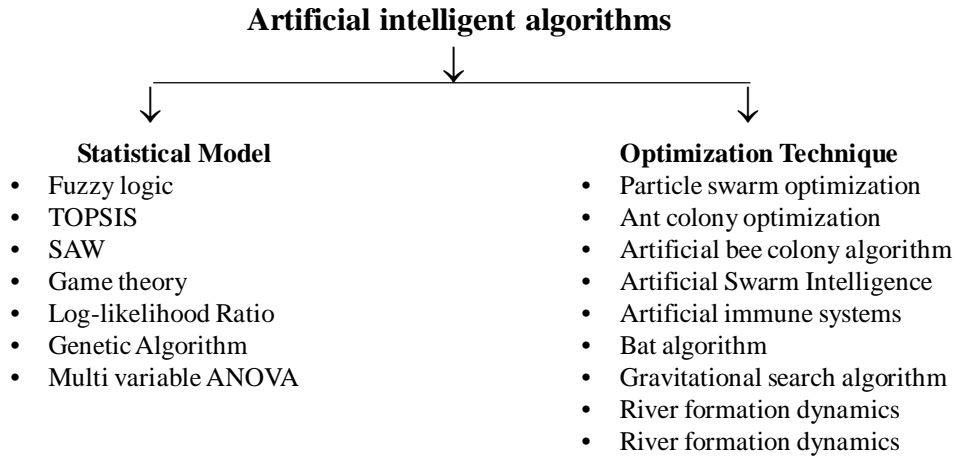 Artificial intelligent algorithms
Statistical Model
• Fuzzy logic
• TOPSIS
• SAW
• Game theory
• Log-likelihood Ratio
• Genetic Algorithm
• Multi variable ANOVA
Optimization Technique
• Particle swarm optimization
• Ant colony optimization
• Artificial bee colony algorithm
• Artificial Swarm Intelligence
• Artificial immune systems
• Bat algorithm
• Gravitational search algorithm
• River formation dynamics
• River formation dynamics